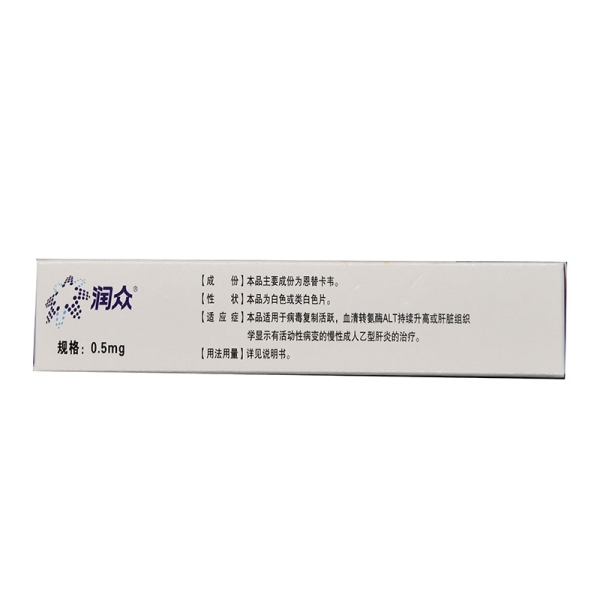 润众®
规格：0.5mg
【成　份】本品主要成份为恩替卡韦。
【性　状】本品为白色或类白色片。
【适应症】本品适用于病毒复制活跃，血清转氨酶ALT持续升高或肝脏组织
学显示有活动性病变的慢性成人乙型肝炎的治疗。
【用法用量】详见说明书。